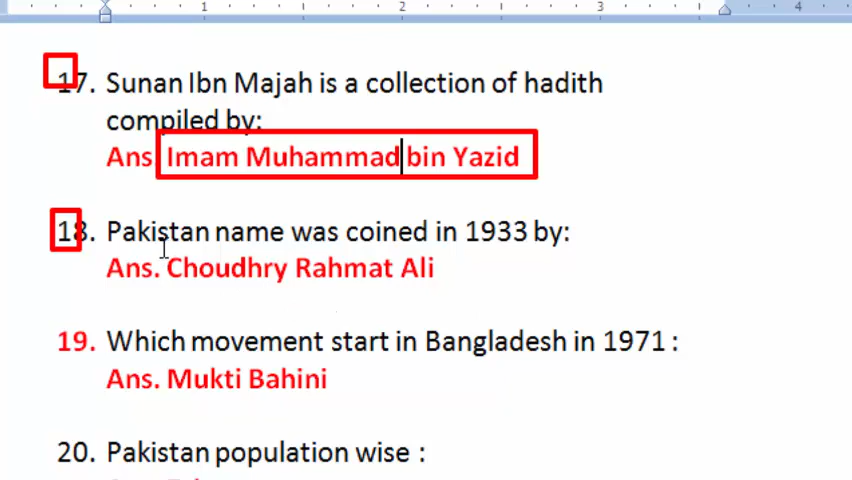 1 2 3 4
17. Sunan Ibn Majah is a collection of hadith
compiled by:
Ans. Imam Muhammad bin Yazid
18. Pakistan name was coined in 1933 by:
Ans. Choudhry Rahmat Ali
19. Which movement start in Bangladesh in 1971 :
Ans. Mukti Bahini
20. Pakistan population wise :